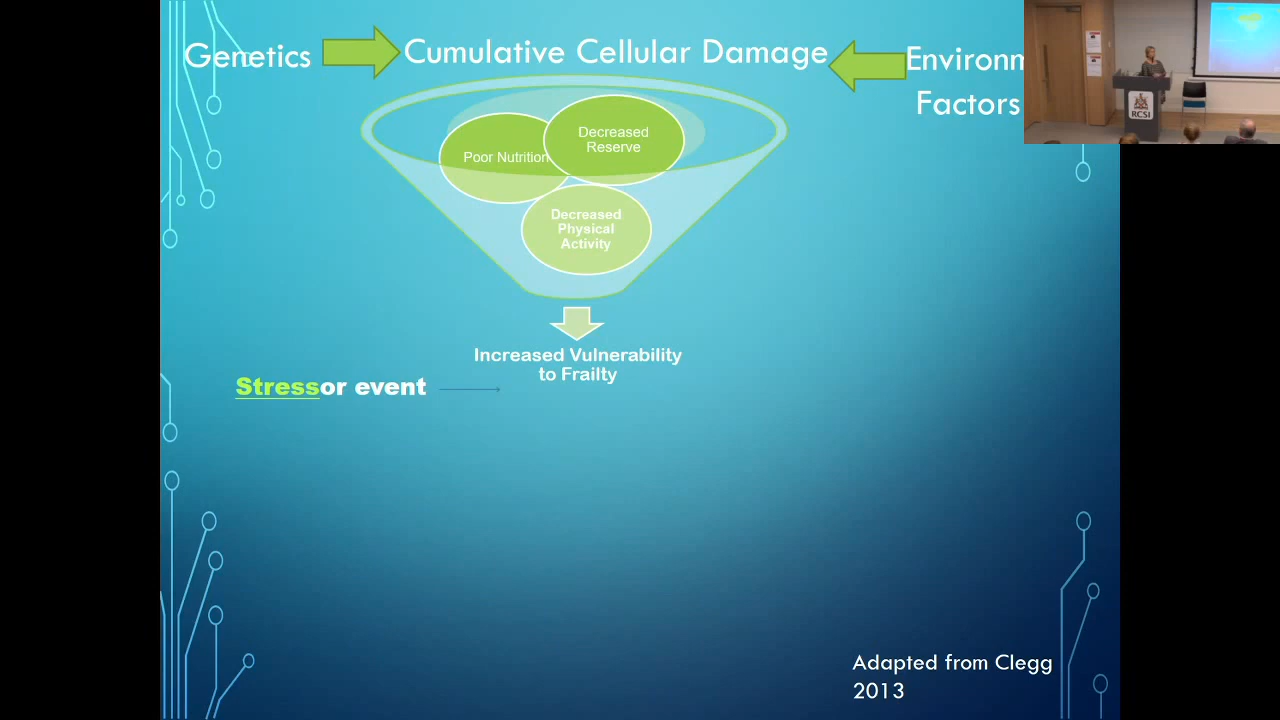 Genetics
Cumulative Cellular Damage
Factors
Poor Nutrition
Decreased
Reserve
Decreased
Physical
Activity
Increased Vulnerability
to Frailty
Stressor event
Adapted from Clegg
2013
RCSI